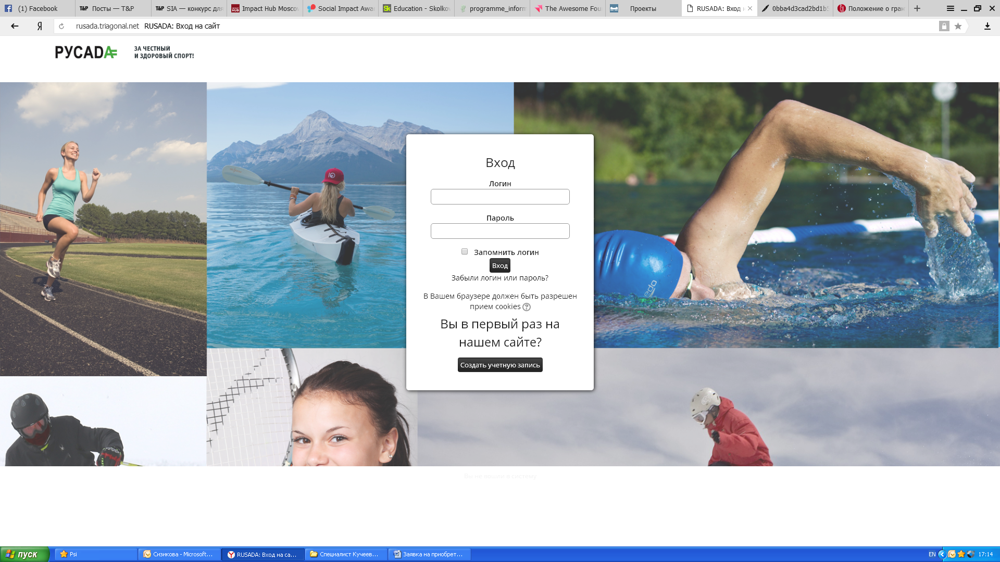 (1) Facebook
Посты — T&P
SIA — конкурс для
Impact Hub Moscow
Social Impact Awa
Education - Skolkov
programme_inform
The Awesome Fou
Проекты
RUSADA: Вход н
0bba4d3cad2bd1b5
Положение о гран
rusada.triagonal.net RUSADA: Вход на сайт
РУСАDА
ЗА ЧЕСТНЫЙ
И ЗДОРОВЫЙ СПОРТ!
Вход
Логин
Пароль
Запомнить логин
Вход
Забыли логин или пароль?
В Вашем браузере должен быть разрешен
прием cookies
Вы в первый раз на
нашем сайте?
Создать учетную запись
Вы не вошли в систему
пуск
Psi
Сизикова - Microsoft...
RUSADA: Вход на са...
Специалист Кучеев...
Заявка на приобрет...
EN
17:14